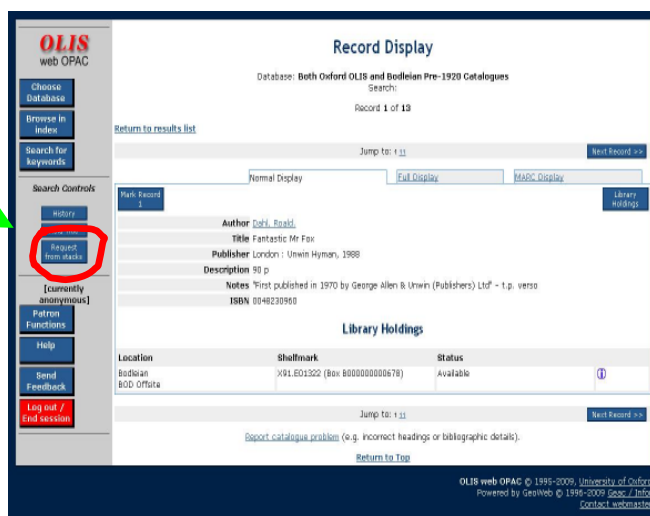 OLIS
web OPAC
Choose
Database
Browse in
index
Search for
keywords
Search Controls
History
Request
from stacks
[currently
anonymous]
Patron
Functions
Help
Send
Feedback
Log out /
End session
Record Display
Database: Both Oxford OLIS and Bodleian Pre-1920 Catalogues
Search:
Record 1 of 13
Return to results list
Jump to: 1 11
Next Record >>
Normal Display
Full Display
MARC Display
Mark Record
1
Library
Holdings
Author Dahl, Roald.
Title Fantastic Mr Fox
Publisher London : Unwin Hyman, 1988
Description 90 p
Notes "First published in 1970 by George Allen & Unwin (Publishers) Ltd" - t.p. verso
ISBN 0048230960
Library Holdings
Location Shelfmark Status
Bodleian X91.E01322 (Box B000000000678) Available
BOD Offsite
Jump to: 1 11
Next Record >>
Report catalogue problem (e.g. incorrect headings or bibliographic details).
Return to Top
OLIS web OPAC © 1995-2009, University of Oxford
Powered by GeoWeb © 1996-2009 Geac / Infor
Contact webmaster